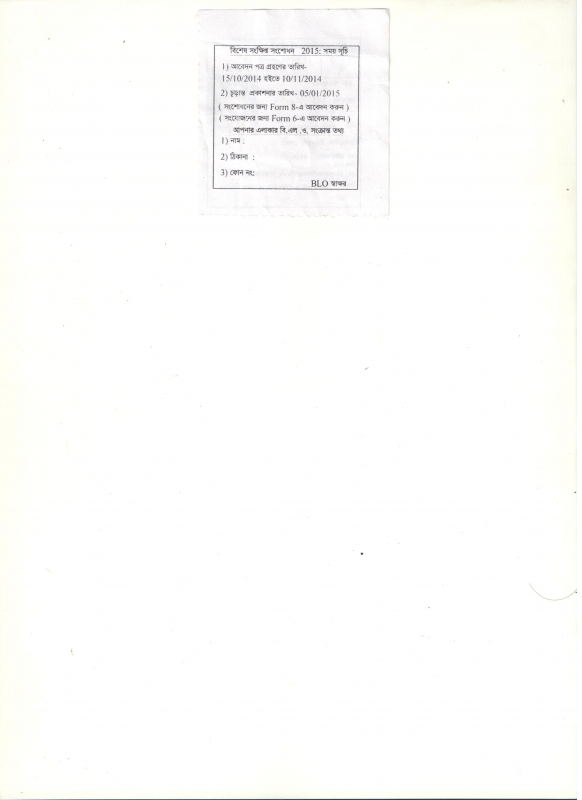 বিশেষ সংক্ষিপ্ত সংশোধন 2015: সময় সূচি
1) আবেদন পত্র গ্রহণের তারিখ-
15/10/2014 হইতে 10/11/2014
2) চূড়ান্ত প্রকাশনার তারিখ- 05/01/2015
( সংশোধনের জন্য Form 8-এ আবেদন করুন )
( সংযোজনের জন্য Form 6-এ আবেদন করুন )
আপনার এলাকার বি,এল ,ও, সংক্রান্ত তথ্য
1) নাম :
2) ঠিকানা :
3) ফোন নং:
BLO স্বাক্ষর